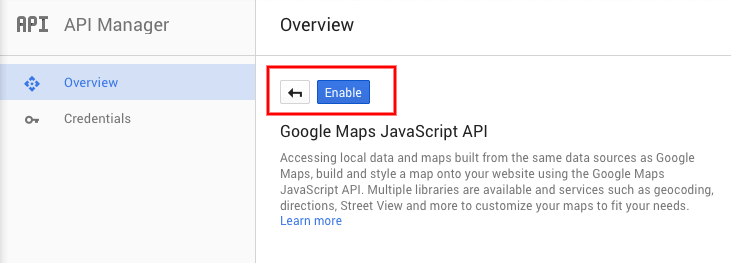 API API Manager
Overview
Overview
Credentials
Enable
Google Maps JavaScript API
Accessing local data and maps built from the same data sources as Google
Maps, build and style a map onto your website using the Google Maps
JavaScript API. Multiple libraries are available and services such as geocoding,
directions, Street View and more to customize your maps to fit your needs.
Learn more